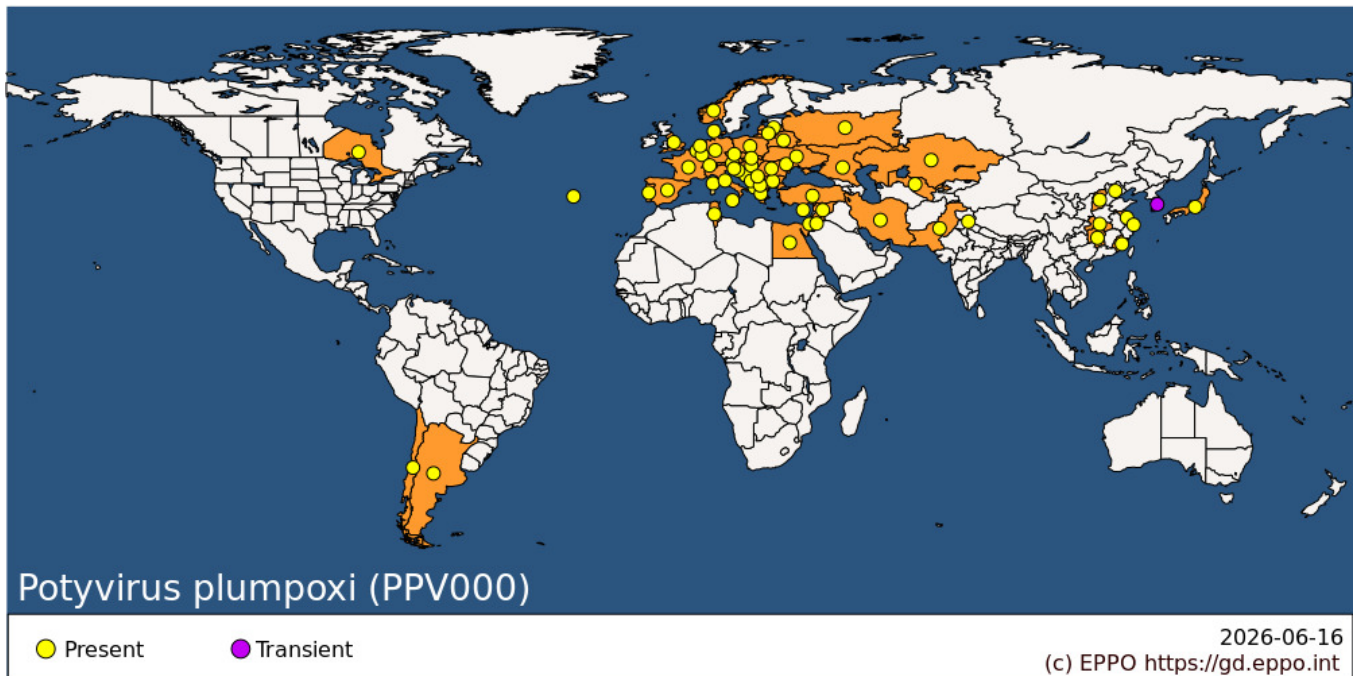 Potyvirus plumpoxi (PPV000)
Present
Transient
2026-06-16
(c) EPPO https://gd.eppo.int